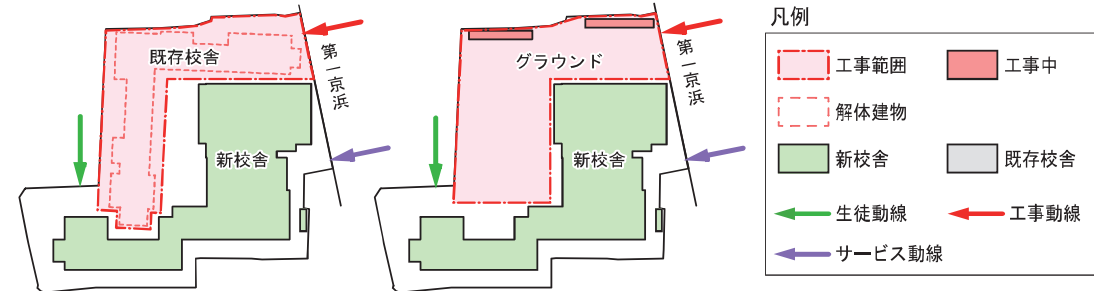 既存校舎
第一京浜
新校舎
グラウンド
第一京浜
新校舎
凡例
工事範囲
工事中
解体建物
新校舎
既存校舎
生徒動線
工事動線
サービス動線